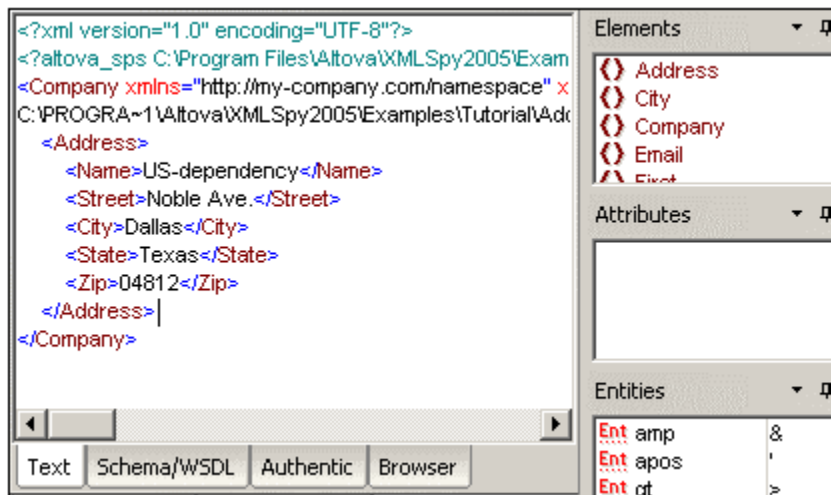 <?xml version="1.0" encoding="UTF-8"?>
<?altova_sps C:\Program Files\Altova\XMLSpy2005\Exam
<Company xmlns="http://my-company.com/namespace" x
C:\PROGRA~1\Altova\XMLSpy2005\Examples\Tutorial\Add
<Address>
<Name>US-dependency</Name>
<Street>Noble Ave.</Street>
<City>Dallas</City>
<State>Texas</State>
<Zip>04812</Zip>
</Address>
</Company>
Text Schema/WSDL Authentic Browser
Elements
Address
City
Company
Email
First
Attributes
Entities
Ent amp &
Ent apos '
Ent gt >